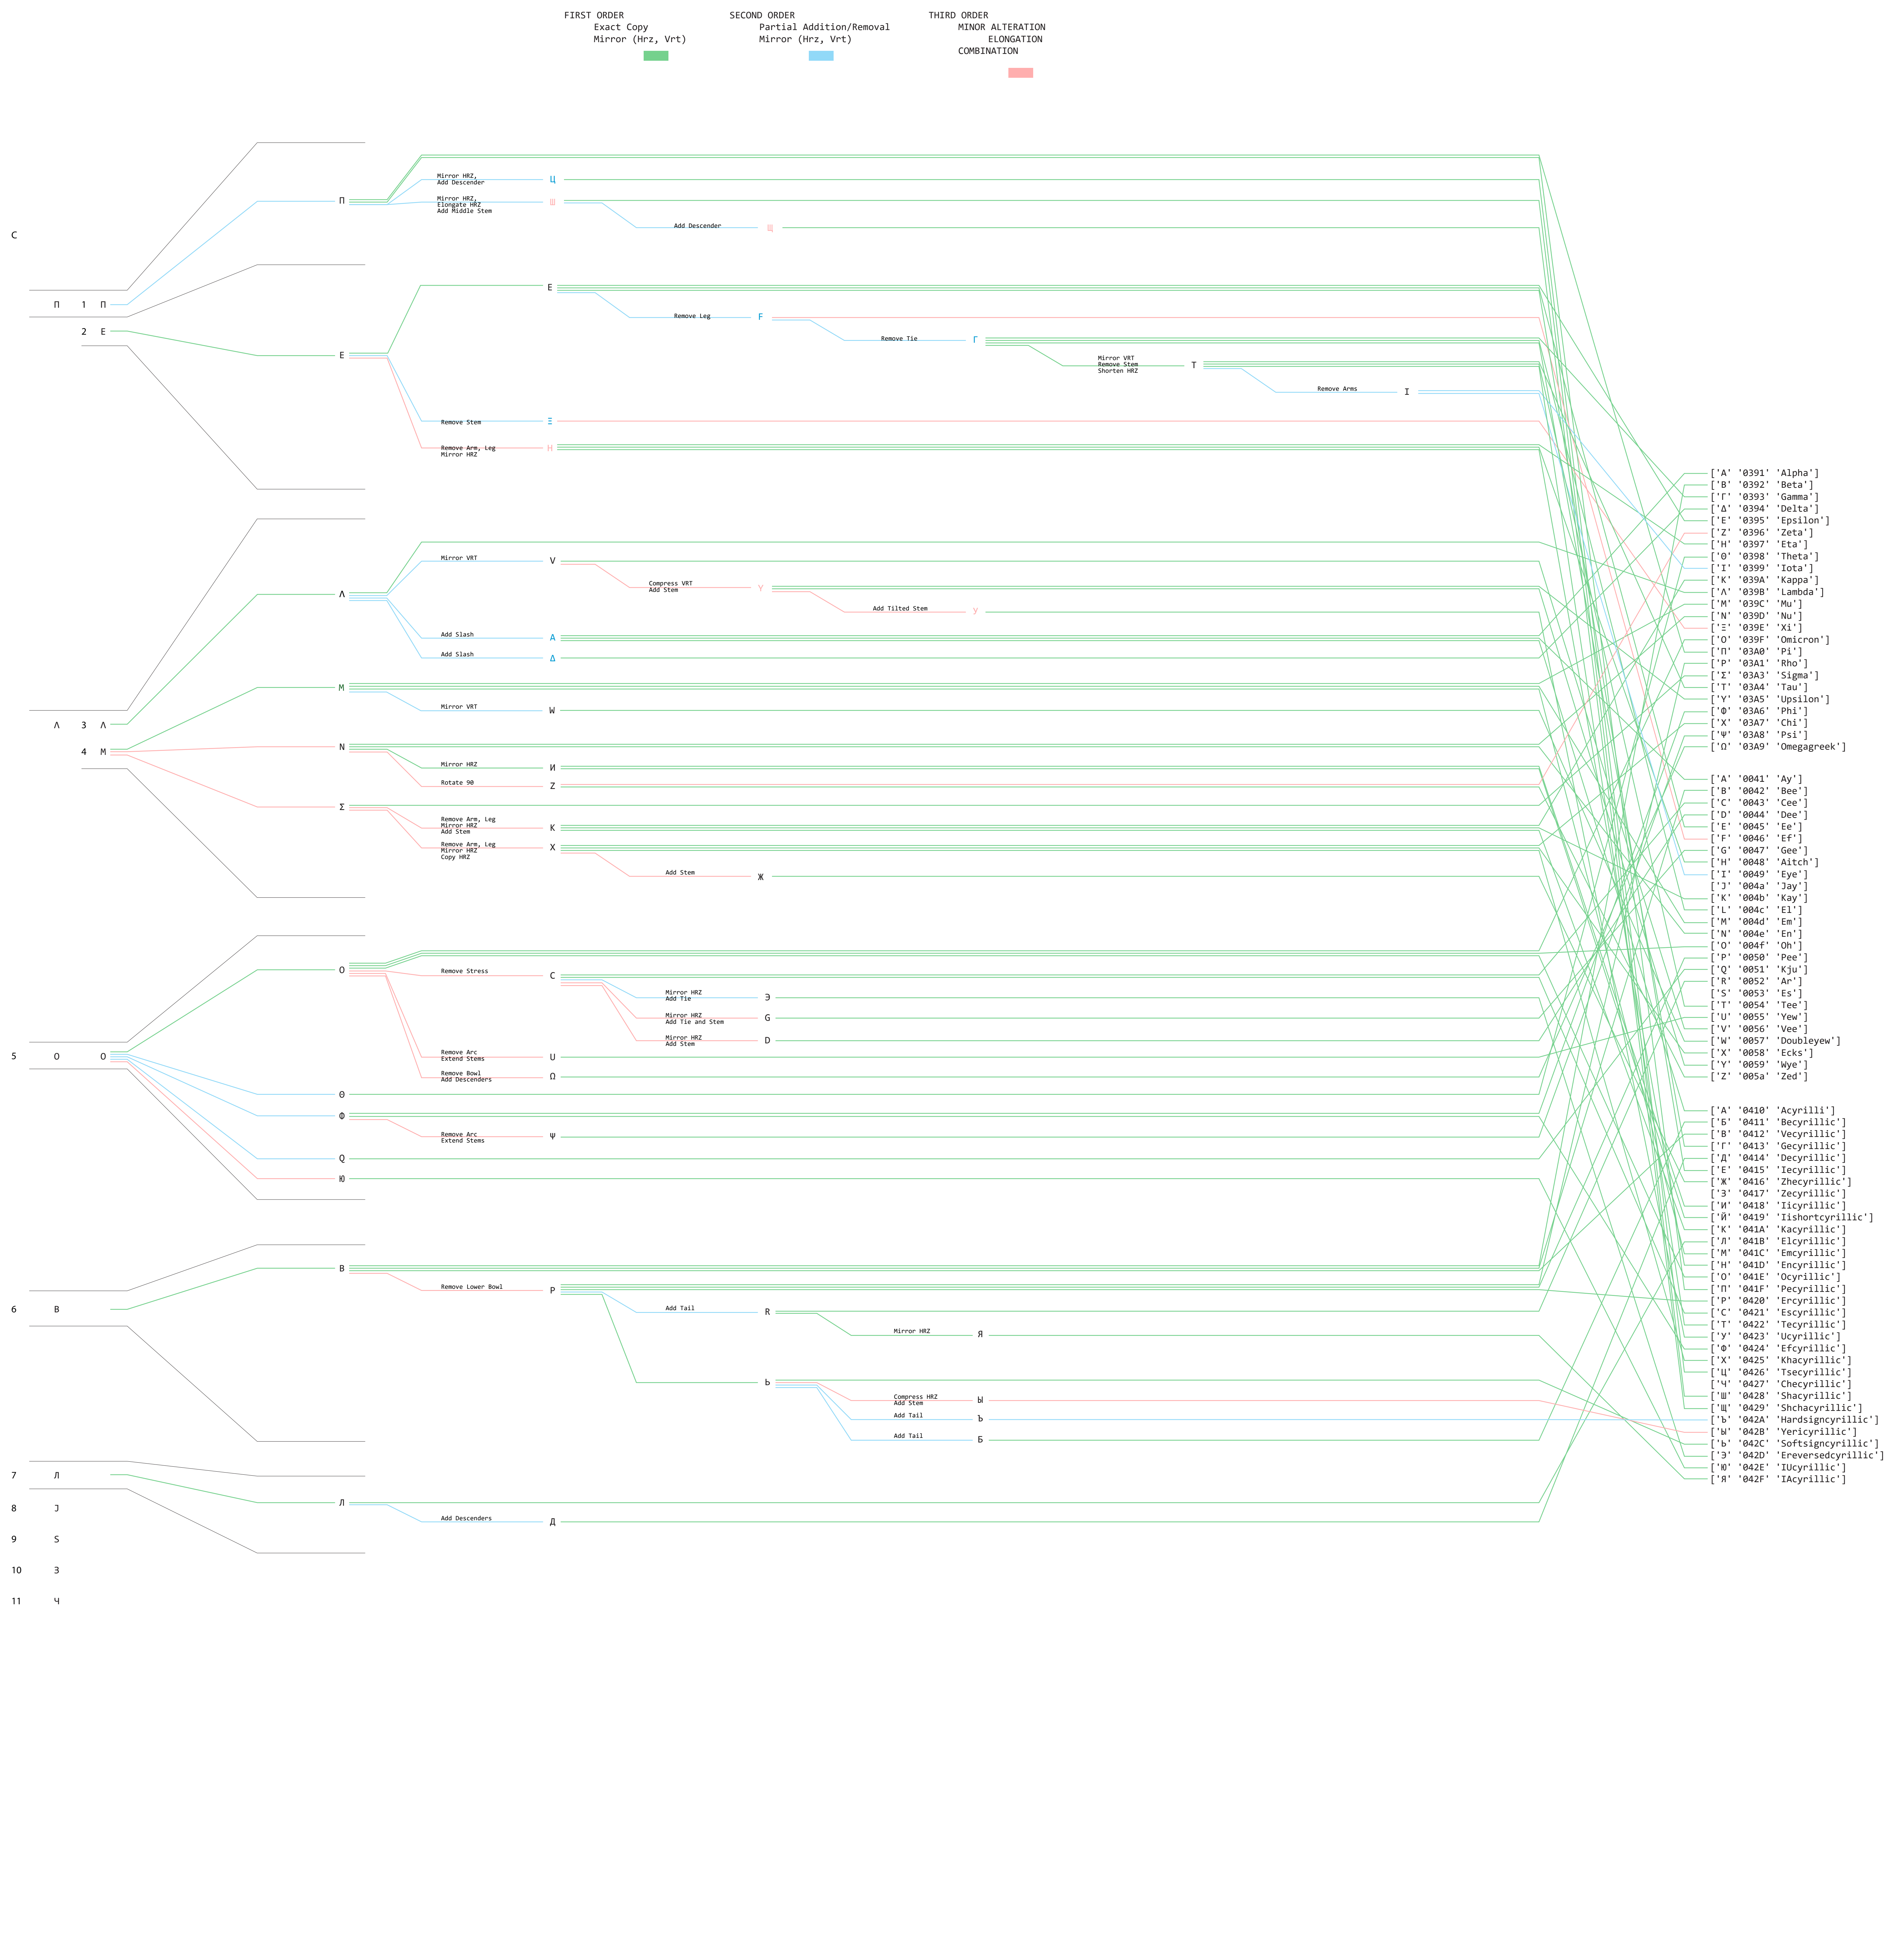 FIRST ORDER
Exact Copy
Mirror (Hrz, Vrt)
SECOND ORDER
Partial Addition/Removal
Mirror (Hrz, Vrt)
THIRD ORDER
MINOR ALTERATION
ELONGATION
COMBINATION
C
П 1 П
2 E
П
Mirror HRZ,
Add Descender
Ц
Mirror HRZ,
Elongate HRZ
Add Middle Stem
Ш
Add Descender
Щ
E
E
Remove Leg
F
Remove Tie
Γ
Mirror VRT
Remove Stem
Shorten HRZ
T
Remove Arms
I
Remove Stem
Ξ
Remove Arm, Leg
Mirror HRZ
H
Λ 3 Λ
4 M
Λ
Mirror VRT
V
Compress VRT
Add Stem
Y
Add Tilted Stem
У
Add Slash
A
Add Slash
Δ
M
Mirror VRT
W
N
Mirror HRZ
И
Rotate 90
Z
Σ
Remove Arm, Leg
Mirror HRZ
Add Stem
K
Remove Arm, Leg
Mirror HRZ
Copy HRZ
X
Add Stem
Ж
5 O O
O
Remove Stress
C
Mirror HRZ
Add Tie
Э
Mirror HRZ
Add Tie and Stem
G
Mirror HRZ
Add Stem
D
Remove Arc
Extend Stems
U
Remove Bowl
Add Descenders
Ω
Θ
Φ
Remove Arc
Extend Stems
Ψ
Q
Ю
6 B
B
Remove Lower Bowl
P
Add Tail
R
Mirror HRZ
Я
Ь
Compress HRZ
Add Stem
Ы
Add Tail
Ъ
Add Tail
Б
7 Л
Л
Add Descenders
Д
8 J
9 S
10 З
11 Ч
['Α' '0391' 'Alpha']
['Β' '0392' 'Beta']
['Γ' '0393' 'Gamma']
['Δ' '0394' 'Delta']
['Ε' '0395' 'Epsilon']
['Ζ' '0396' 'Zeta']
['Η' '0397' 'Eta']
['Θ' '0398' 'Theta']
['Ι' '0399' 'Iota']
['Κ' '039A' 'Kappa']
['Λ' '039B' 'Lambda']
['Μ' '039C' 'Mu']
['Ν' '039D' 'Nu']
['Ξ' '039E' 'Xi']
['Ο' '039F' 'Omicron']
['Π' '03A0' 'Pi']
['Ρ' '03A1' 'Rho']
['Σ' '03A3' 'Sigma']
['Τ' '03A4' 'Tau']
['Υ' '03A5' 'Upsilon']
['Φ' '03A6' 'Phi']
['Χ' '03A7' 'Chi']
['Ψ' '03A8' 'Psi']
['Ω' '03A9' 'Omegagreek']
['A' '0041' 'Ay']
['B' '0042' 'Bee']
['C' '0043' 'Cee']
['D' '0044' 'Dee']
['E' '0045' 'Ee']
['F' '0046' 'Ef']
['G' '0047' 'Gee']
['H' '0048' 'Aitch']
['I' '0049' 'Eye']
['J' '004a' 'Jay']
['K' '004b' 'Kay']
['L' '004c' 'El']
['M' '004d' 'Em']
['N' '004e' 'En']
['O' '004f' 'Oh']
['P' '0050' 'Pee']
['Q' '0051' 'Kju']
['R' '0052' 'Ar']
['S' '0053' 'Es']
['T' '0054' 'Tee']
['U' '0055' 'Yew']
['V' '0056' 'Vee']
['W' '0057' 'Doubleyew']
['X' '0058' 'Ecks']
['Y' '0059' 'Wye']
['Z' '005a' 'Zed']
['А' '0410' 'Acyrilli']
['Б' '0411' 'Becyrillic']
['В' '0412' 'Vecyrillic']
['Г' '0413' 'Gecyrillic']
['Д' '0414' 'Decyrillic']
['Е' '0415' 'Iecyrillic']
['Ж' '0416' 'Zhecyrillic']
['З' '0417' 'Zecyrillic']
['И' '0418' 'Iicyrillic']
['Й' '0419' 'Iishortcyrillic']
['К' '041A' 'Kacyrillic']
['Л' '041B' 'Elcyrillic']
['М' '041C' 'Emcyrillic']
['Н' '041D' 'Encyrillic']
['О' '041E' 'Ocyrillic']
['П' '041F' 'Pecyrillic']
['Р' '0420' 'Ercyrillic']
['С' '0421' 'Escyrillic']
['Т' '0422' 'Tecyrillic']
['У' '0423' 'Ucyrillic']
['Ф' '0424' 'Efcyrillic']
['Х' '0425' 'Khacyrillic']
['Ц' '0426' 'Tsecyrillic']
['Ч' '0427' 'Checyrillic']
['Ш' '0428' 'Shacyrillic']
['Щ' '0429' 'Shchacyrillic']
['Ъ' '042A' 'Hardsigncyrillic']
['Ы' '042B' 'Yericyrillic']
['Ь' '042C' 'Softsigncyrillic']
['Э' '042D' 'Ereversedcyrillic']
['Ю' '042E' 'IUcyrillic']
['Я' '042F' 'IAcyrillic']